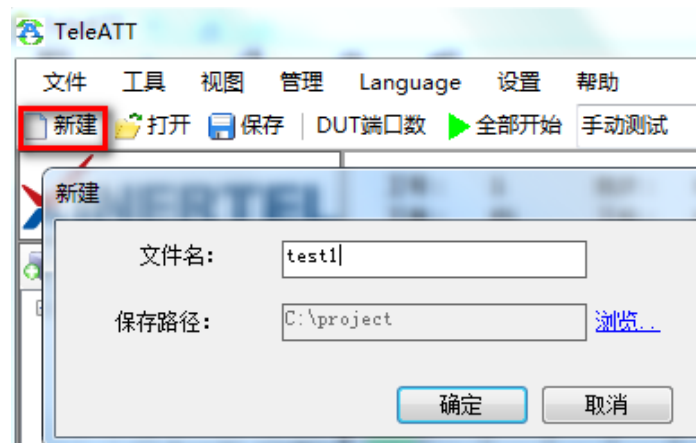 TeleATT
文件 工具 视图 管理 Language 设置 帮助
新建 打开 保存 DUT端口数 全部开始 手动测试
新建
文件名: test1
保存路径: C:\project 浏览..
确定 取消